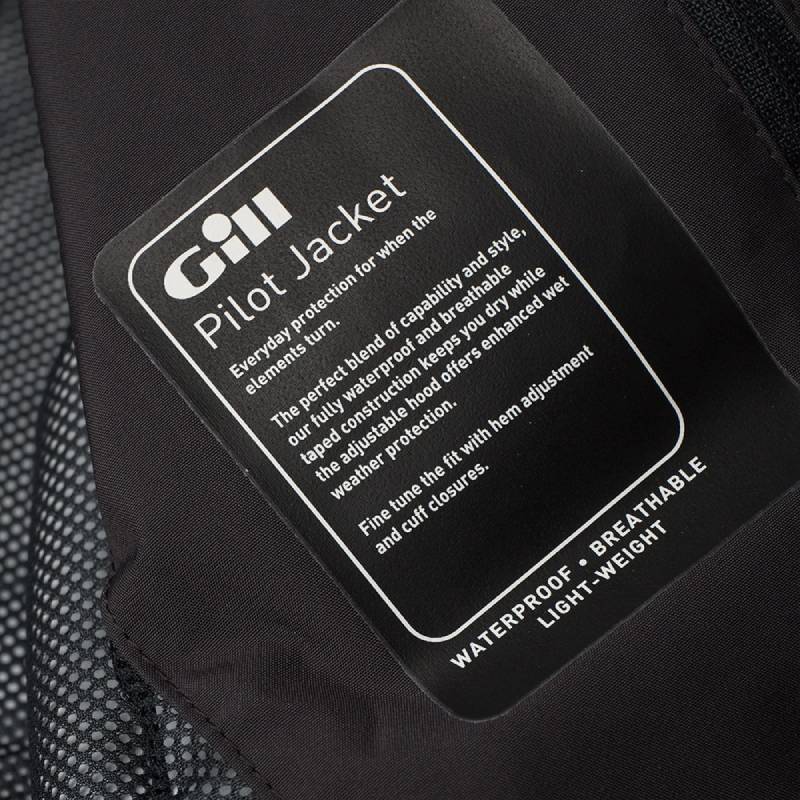 Gill
Pilot Jacket
Everyday protection for when the
elements turn.
The perfect blend of capability and style,
our fully waterproof and breathable
taped construction keeps you dry while
the adjustable hood offers enhanced wet
weather protection.
Fine tune the fit with hem adjustment
and cuff closures.
WATERPROOF • BREATHABLE
LIGHT-WEIGHT